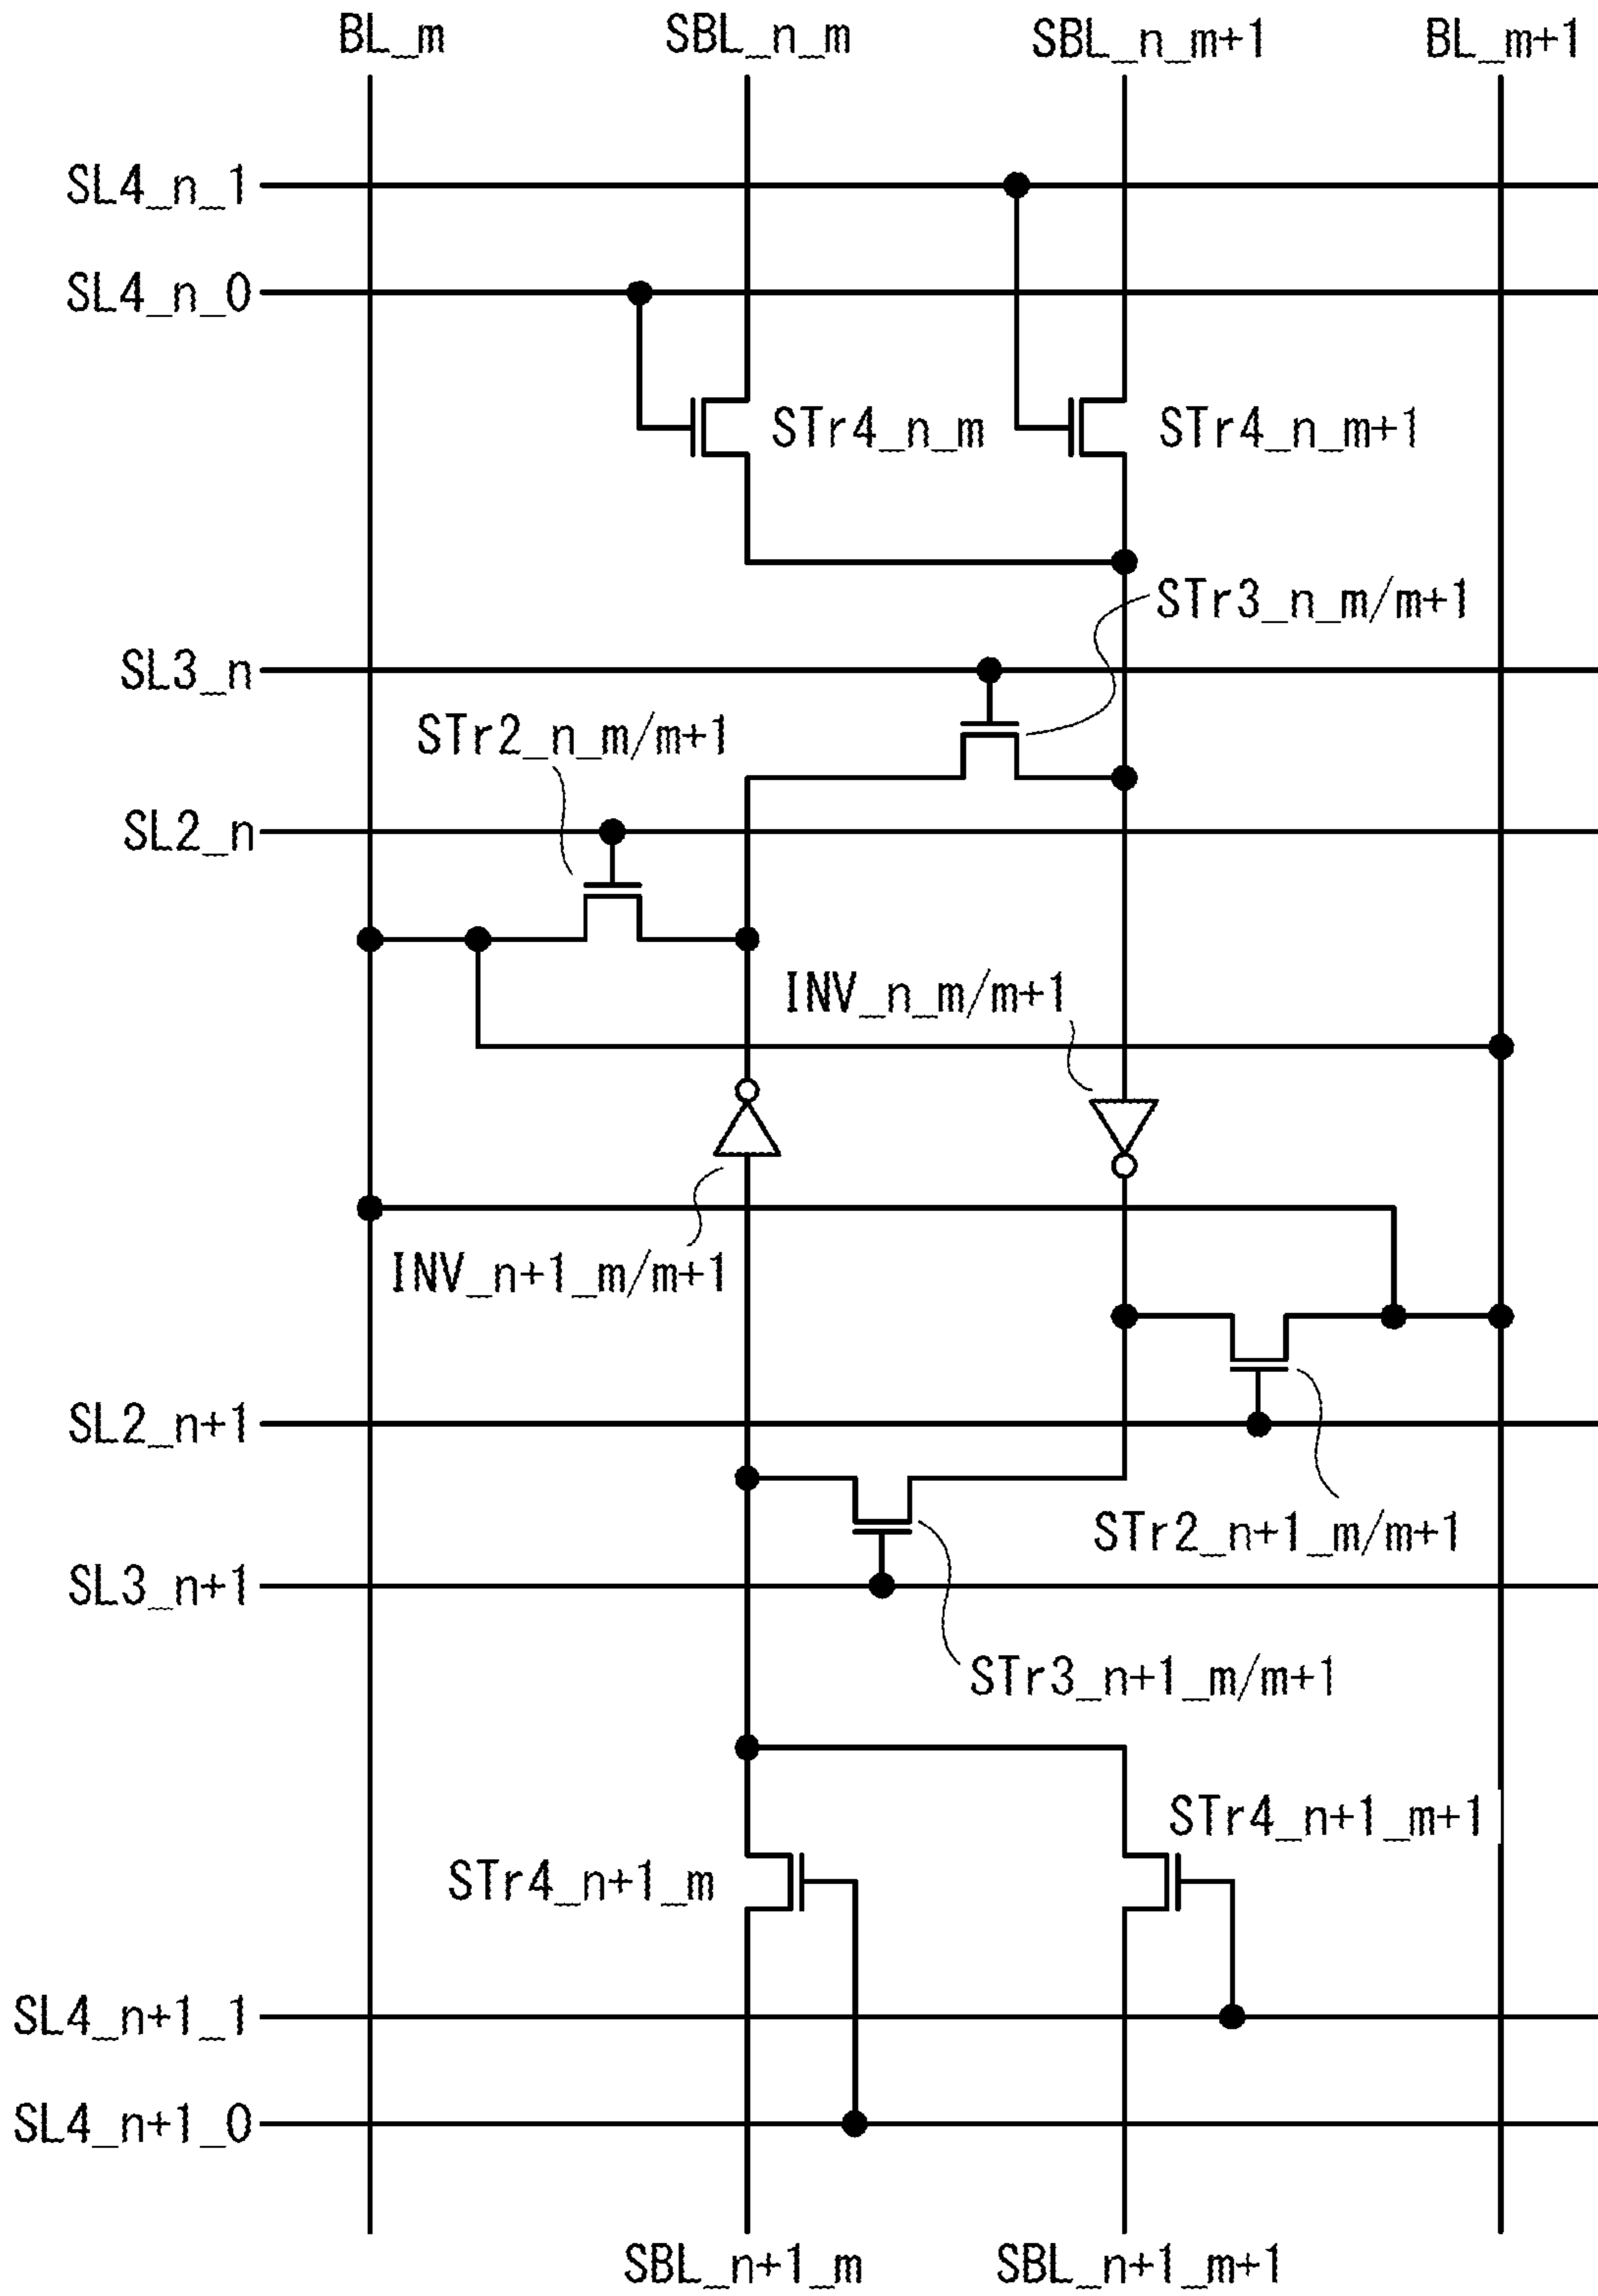 BL_m
SBL_n_m
SBL_n_m+1
BL_m+1
SL4_n_1
SL4_n_0
STr4_n_m
STr4_n_m+1
STr3_n_m/m+1
SL3_n
STr2_n_m/m+1
SL2_n
INV_n_m/m+1
INV_n+1_m/m+1
SL2_n+1
STr2_n+1_m/m+1
SL3_n+1
STr3_n+1_m/m+1
STr4_n+1_m+1
STr4_n+1_m
SL4_n+1_1
SL4_n+1_0
SBL_n+1_m
SBL_n+1_m+1